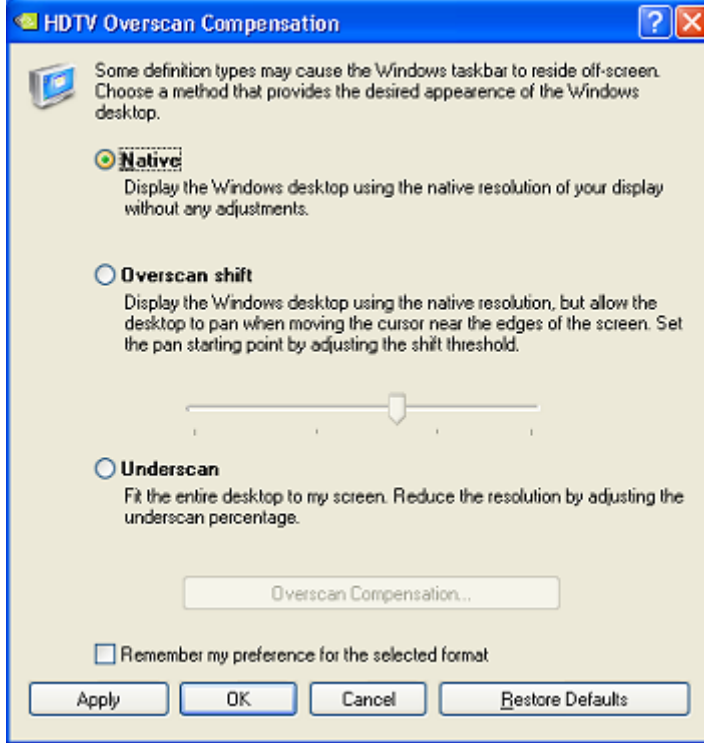 HDTV Overscan Compensation
Some definition types may cause the Windows taskbar to reside off-screen.
Choose a method that provides the desired appearence of the Windows
desktop.
Native
Display the Windows desktop using the native resolution of your display
without any adjustments.
Overscan shift
Display the Windows desktop using the native resolution, but allow the
desktop to pan when moving the cursor near the edges of the screen. Set
the pan starting point by adjusting the shift threshold.
Underscan
Fit the entire desktop to my screen. Reduce the resolution by adjusting the
underscan percentage.
Overscan Compensation...
Remember my preference for the selected format
Apply OK Cancel Restore Defaults